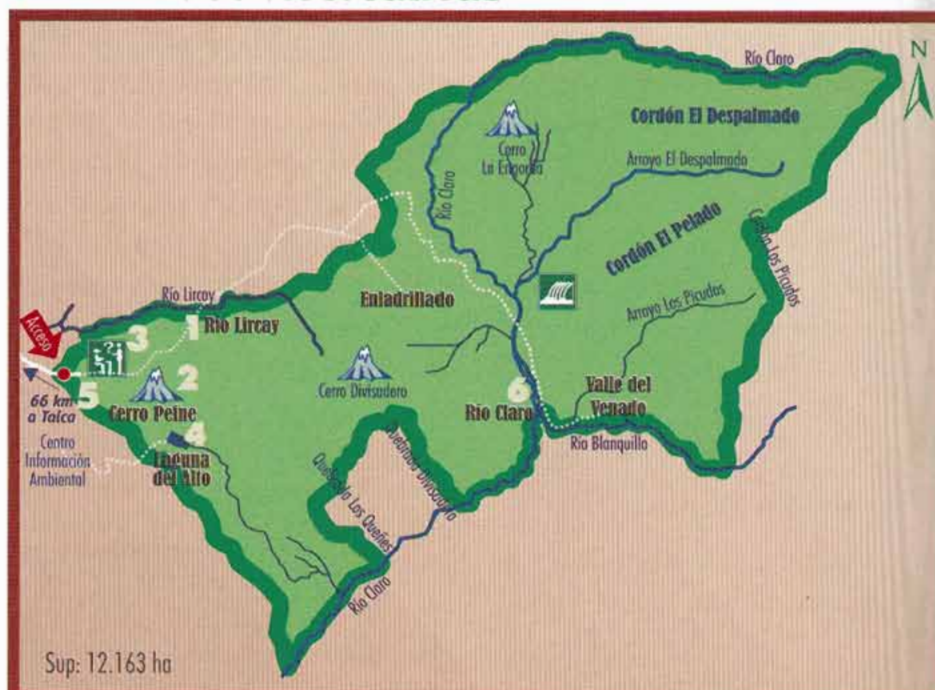 N
Río Claro
Cordón El Despalmado
Cerro
La Engorda
Arroyo El Despalmado
Río Claro
Cordón El Pelado
Cordón Los Picudos
Río Lircay
Enladrillado
Arroyo Los Picudos
Acceso
Río Lircay
3
1
5
2
66 km
a Talca
Cerro Peine
Cerro Divisadero
6
Río Claro
Valle del
Venado
Centro
Información
Ambiental
4
Laguna
del Alto
Río Blanquillo
Quebrada Divisadero
Quebrada Los Queñes
Río Claro
Sup: 12.163 ha